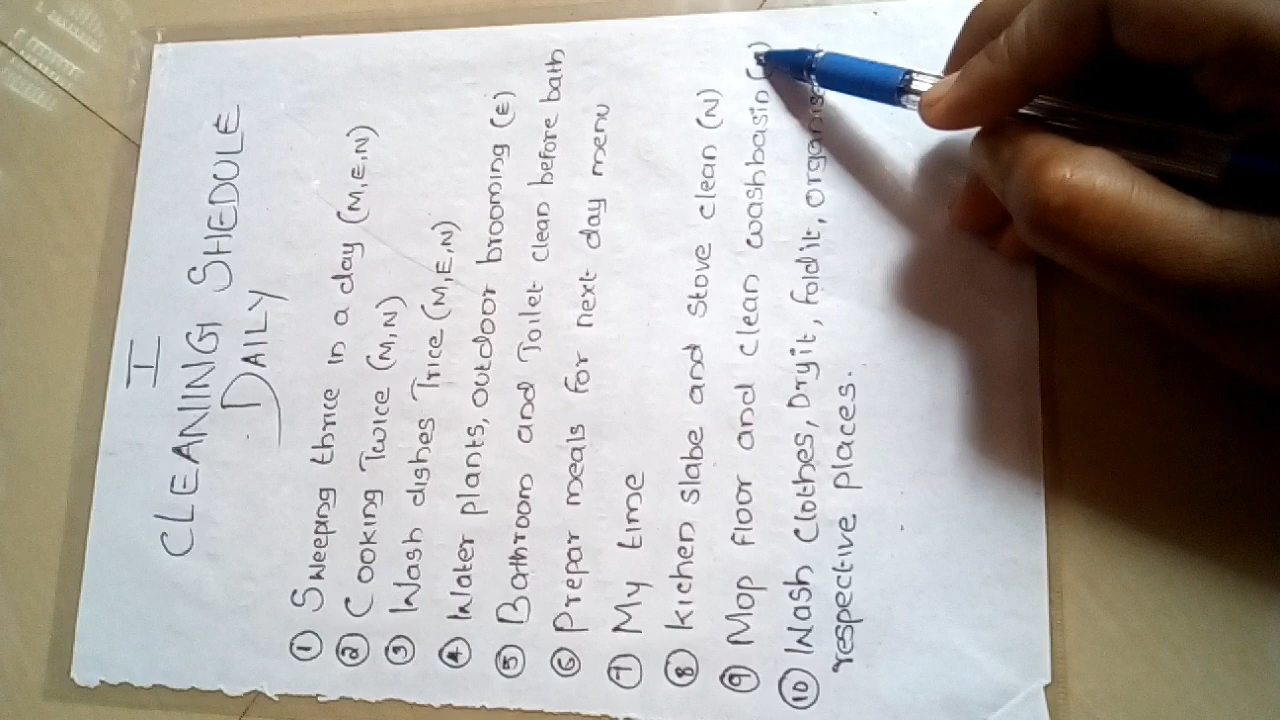 I
CLEANING SHEDULE
DAILY
① Sweeping thrice in a day (M,E,N)
② Cooking Twice (M,N)
③ Wash dishes Trice (M,E,N)
④ Water plants, outdoor brooming (E)
⑤ Bathroom and Toilet clean before bath
⑥ Prepar meals for next day menu
⑦ My time
⑧ kichen slabe and stove clean (N)
⑨ Mop floor and clean washbasin
⑩ Wash clothes, Dry it, fold it,
respective places.